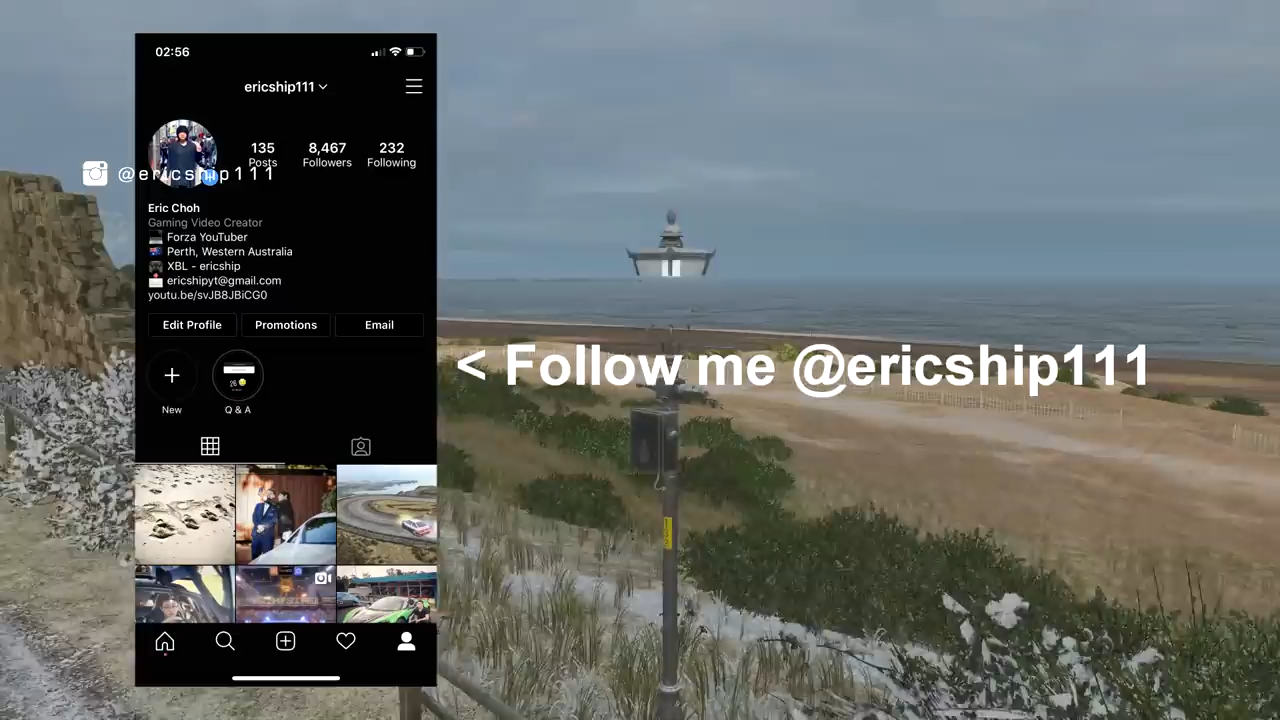 02:56
ericship111
135
8,467
232
Posts
Followers
Following
@ericship111
Eric Choh
Gaming Video Creator
Forza YouTuber
Perth, Western Australia
XBL - ericship
ericshipyt@gmail.com
youtu.be/svJB8JBiCG0
Edit Profile
Promotions
Email
< Follow me @ericship111
26
New
Q & A